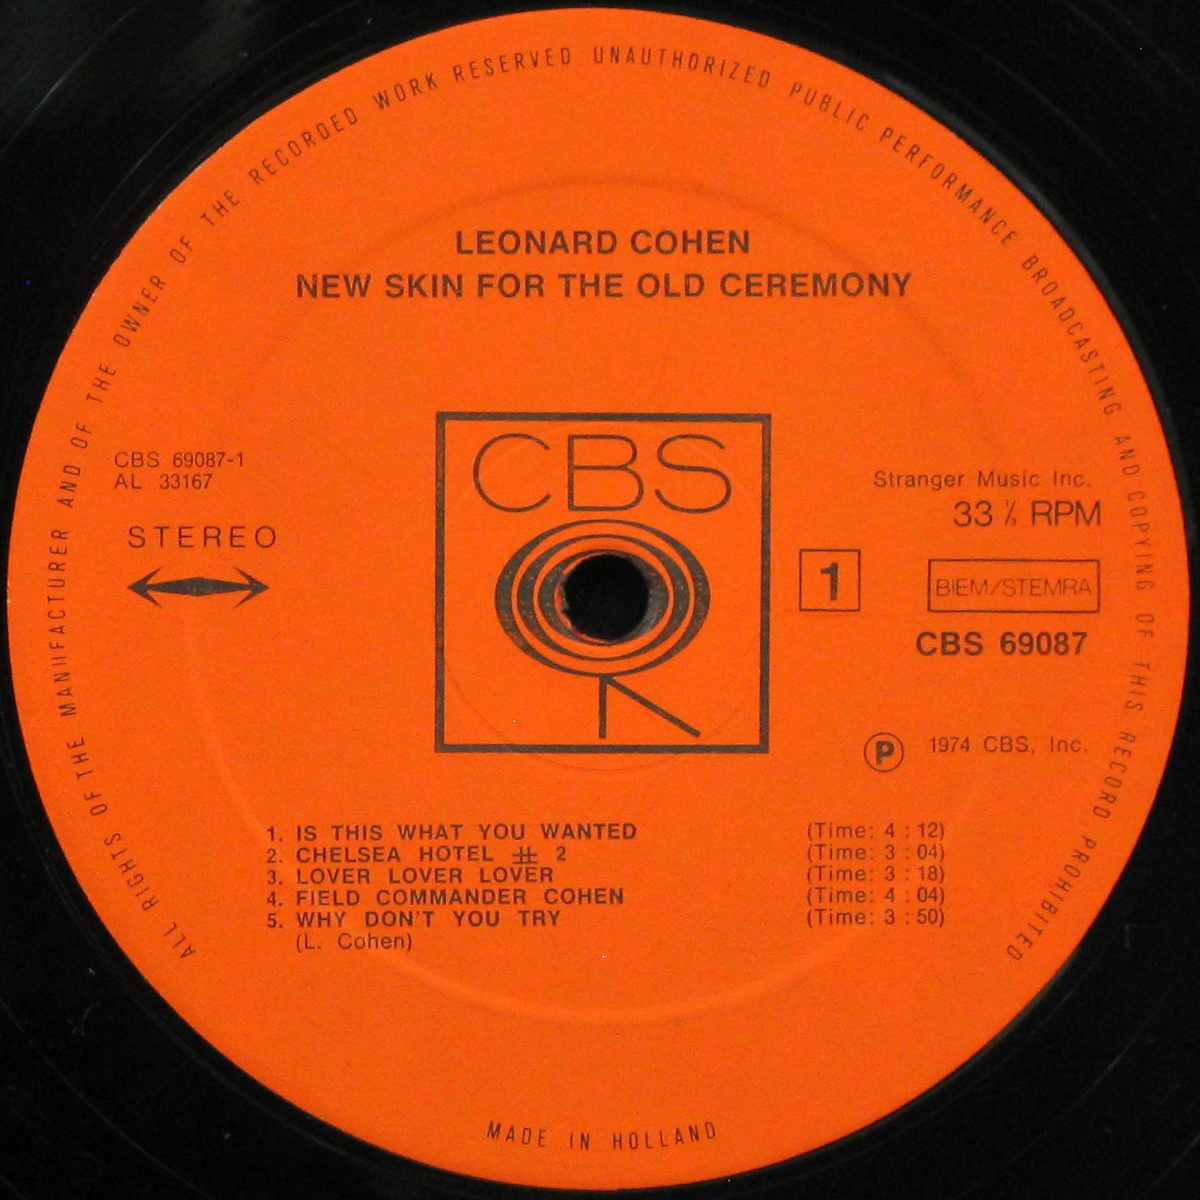 ALL RIGHTS OF THE MANUFACTURER AND OF THE OWNER OF THE RECORDED WORK RESERVED UNAUTHORIZED PUBLIC PERFORMANCE BROADCASTING AND COPYING OF THIS RECORD PROHIBITED
LEONARD COHEN
NEW SKIN FOR THE OLD CEREMONY
CBS
CBS 69087-1
AL 33167
STEREO
Stranger Music Inc.
33 ⅓ RPM
1
BIEM/STEMRA
CBS 69087
Ⓟ 1974 CBS, Inc.
1. IS THIS WHAT YOU WANTED (Time: 4 : 12)
2. CHELSEA HOTEL # 2 (Time: 3 : 04)
3. LOVER LOVER LOVER (Time: 3 : 18)
4. FIELD COMMANDER COHEN (Time: 4 : 04)
5. WHY DON'T YOU TRY (Time: 3 : 50)
(L. Cohen)
MADE IN HOLLAND